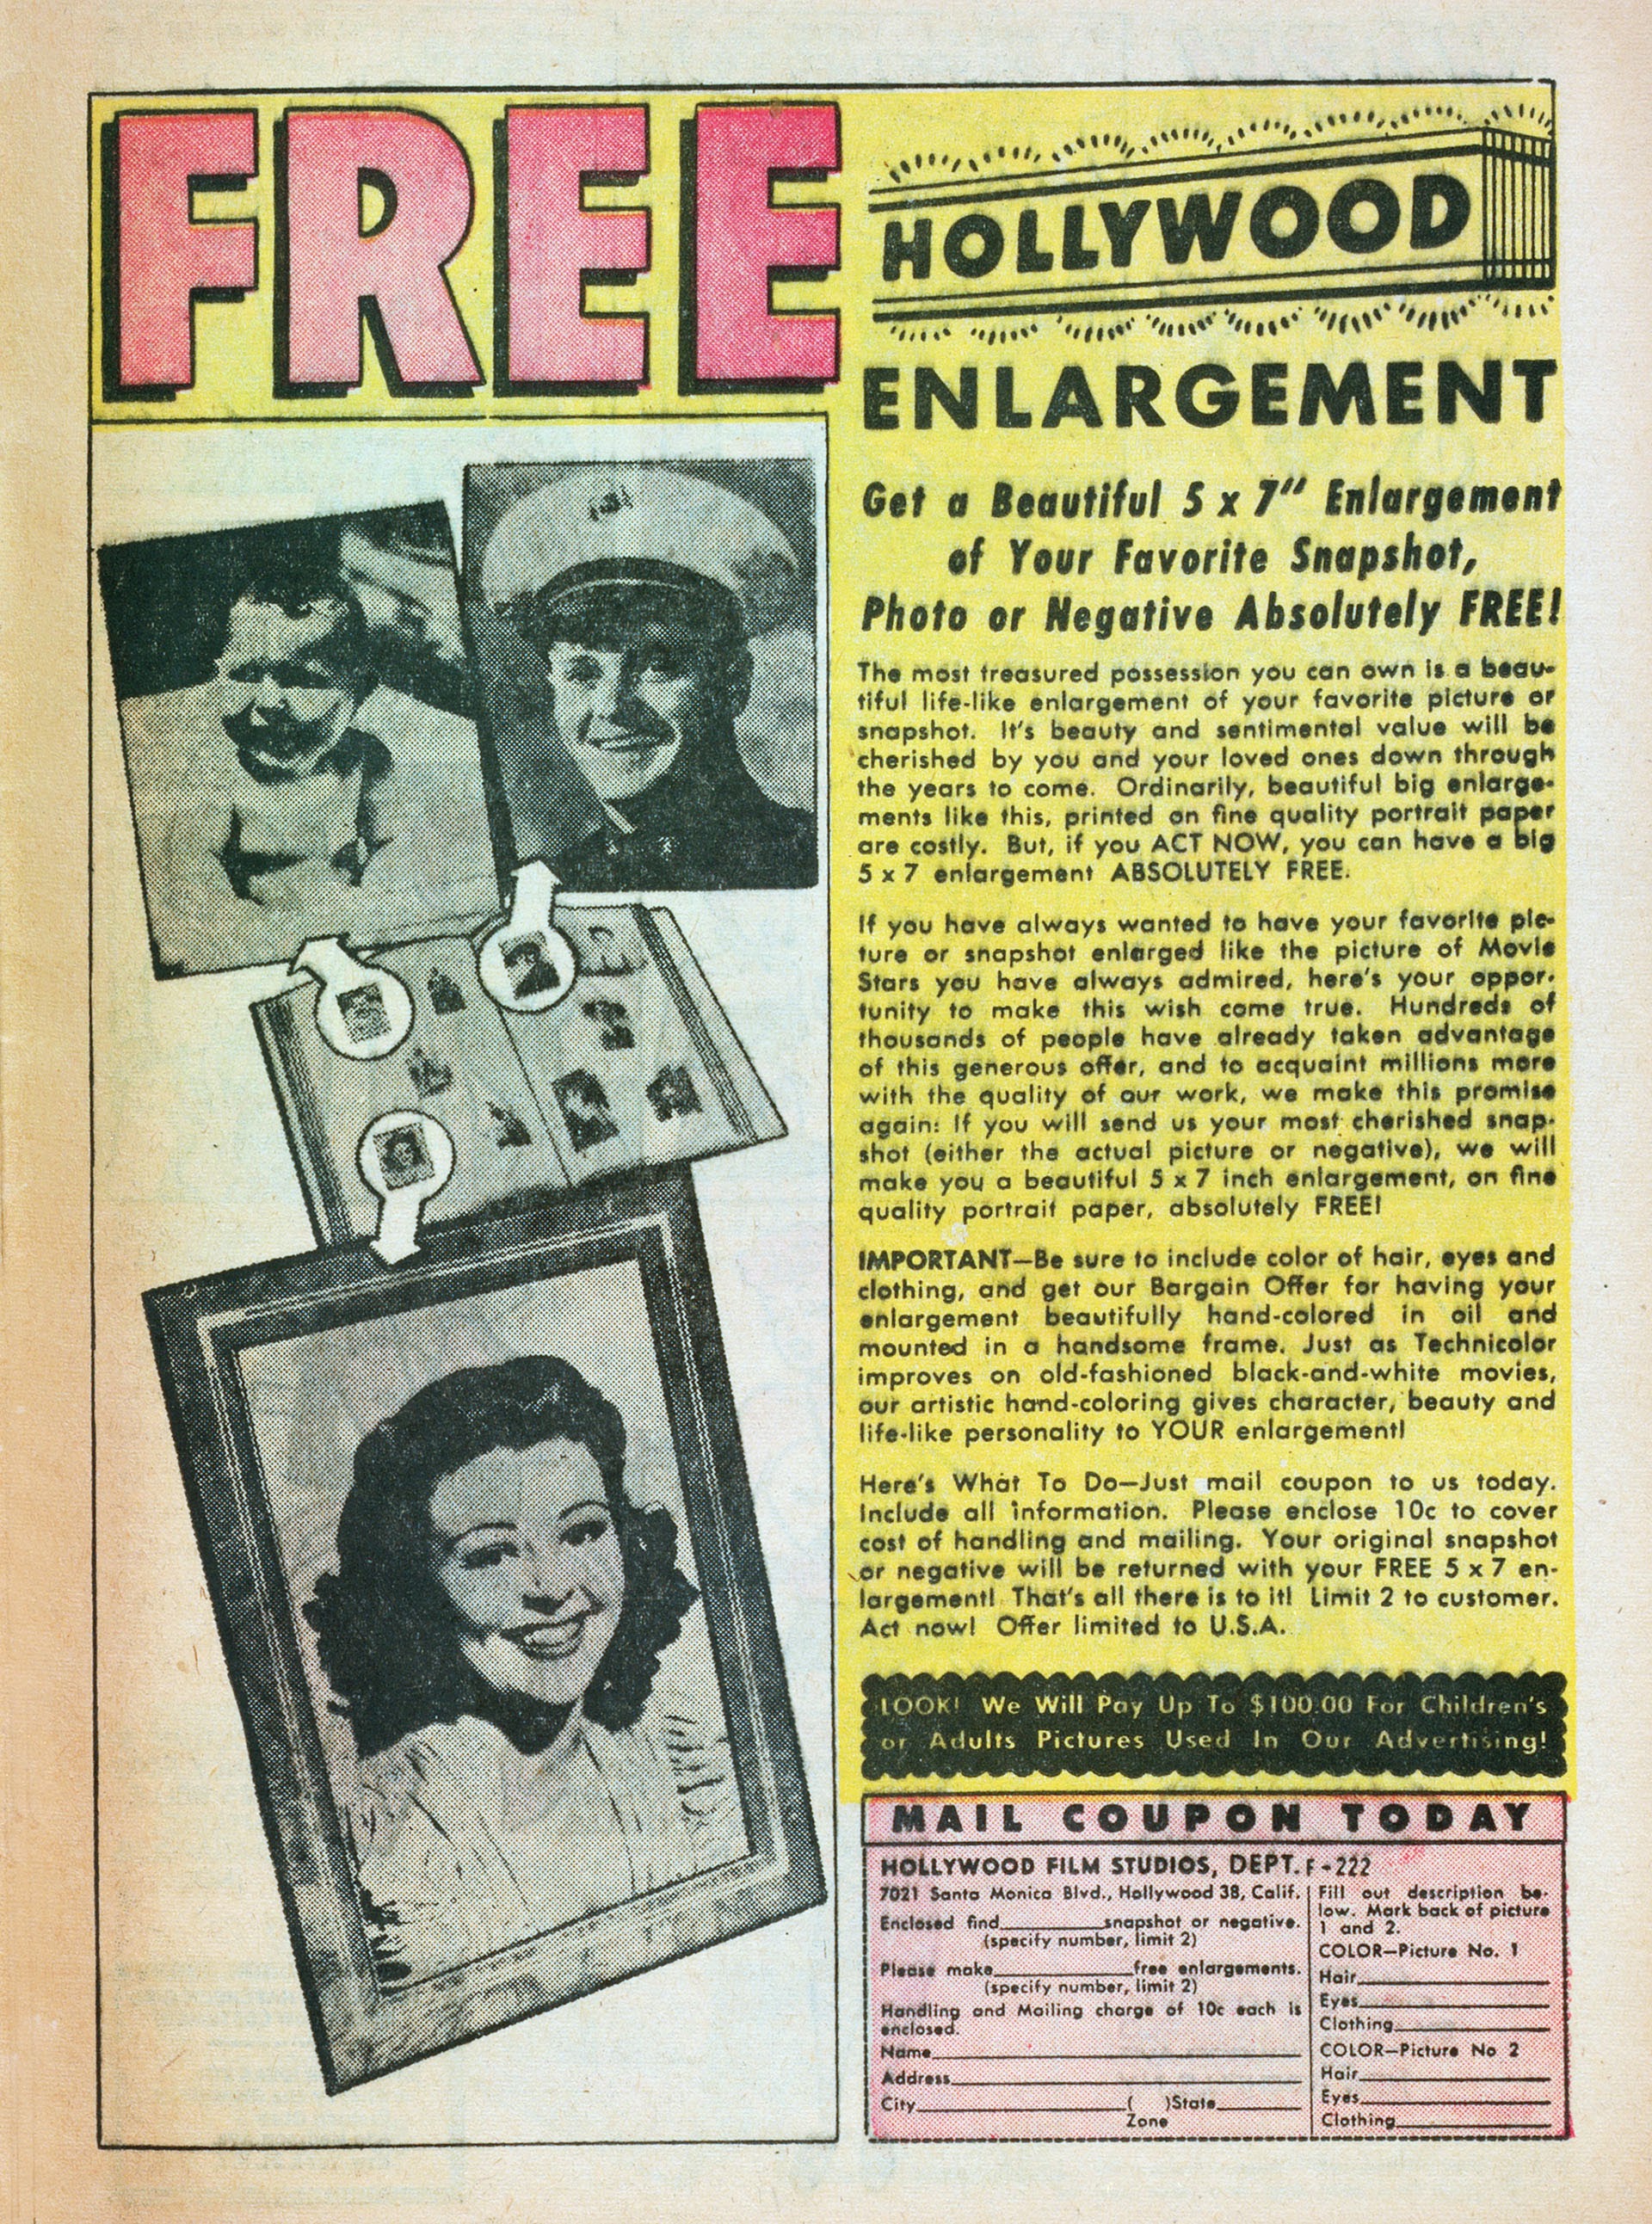 FREE
HOLLYWOOD
ENLARGEMENT
Get a Beautiful 5 x 7" Enlargement
of Your Favorite Snapshot,
Photo or Negative Absolutely FREE!
The most treasured possession you can own is a beau-
tiful life-like enlargement of your favorite picture or
snapshot. It's beauty and sentimental value will be
cherished by you and your loved ones down through
the years to come. Ordinarily, beautiful big enlarge-
ments like this, printed on fine quality portrait paper
are costly. But, if you ACT NOW, you can have a big
5 x 7 enlargement ABSOLUTELY FREE.
If you have always wanted to have your favorite pic-
ture or snapshot enlarged like the picture of Movie
Stars you have always admired, here's your oppor-
tunity to make this wish come true. Hundreds of
thousands of people have already taken advantage
of this generous offer, and to acquaint millions more
with the quality of our work, we make this promise
again: If you will send us your most cherished snap-
shot (either the actual picture or negative), we will
make you a beautiful 5 x 7 inch enlargement, on fine
quality portrait paper, absolutely FREE!
IMPORTANT—Be sure to include color of hair, eyes and
clothing, and get our Bargain Offer for having your
enlargement beautifully hand-colored in oil and
mounted in a handsome frame. Just as Technicolor
improves on old-fashioned black-and-white movies,
our artistic hand-coloring gives character, beauty and
life-like personality to YOUR enlargement!
Here's What To Do—Just mail coupon to us today.
Include all information. Please enclose 10c to cover
cost of handling and mailing. Your original snapshot
or negative will be returned with your FREE 5 x 7 en-
largement! That's all there is to it! Limit 2 to customer.
Act now! Offer limited to U.S.A.
LOOK! We Will Pay Up To $100.00 For Children's
or Adults Pictures Used In Our Advertising!
MAIL COUPON TODAY
HOLLYWOOD FILM STUDIOS, DEPT. F-222
7021 Santa Monica Blvd., Hollywood 38, Calif.
Enclosed find__________snapshot or negative.
(specify number, limit 2)
Please make__________free enlargements.
(specify number, limit 2)
Handling and Mailing charge of 10c each is
enclosed.
Name__________
Address__________
City__________( )State__________
Zone
Fill out description be-
low. Mark back of picture
1 and 2.
COLOR—Picture No. 1
Hair__________
Eyes__________
Clothing__________
COLOR—Picture No 2
Hair__________
Eyes__________
Clothing__________